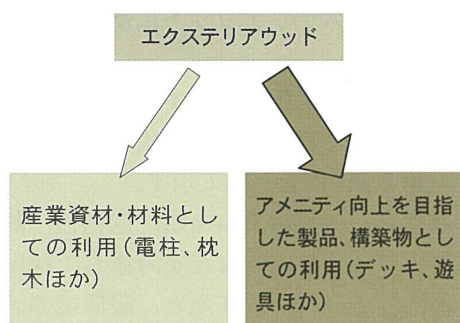 エクステリアウッド
産業資材・材料とし
ての利用(電柱、枕
木ほか)
アメニティ向上を目指
した製品、構築物とし
ての利用(デッキ、遊
具ほか)